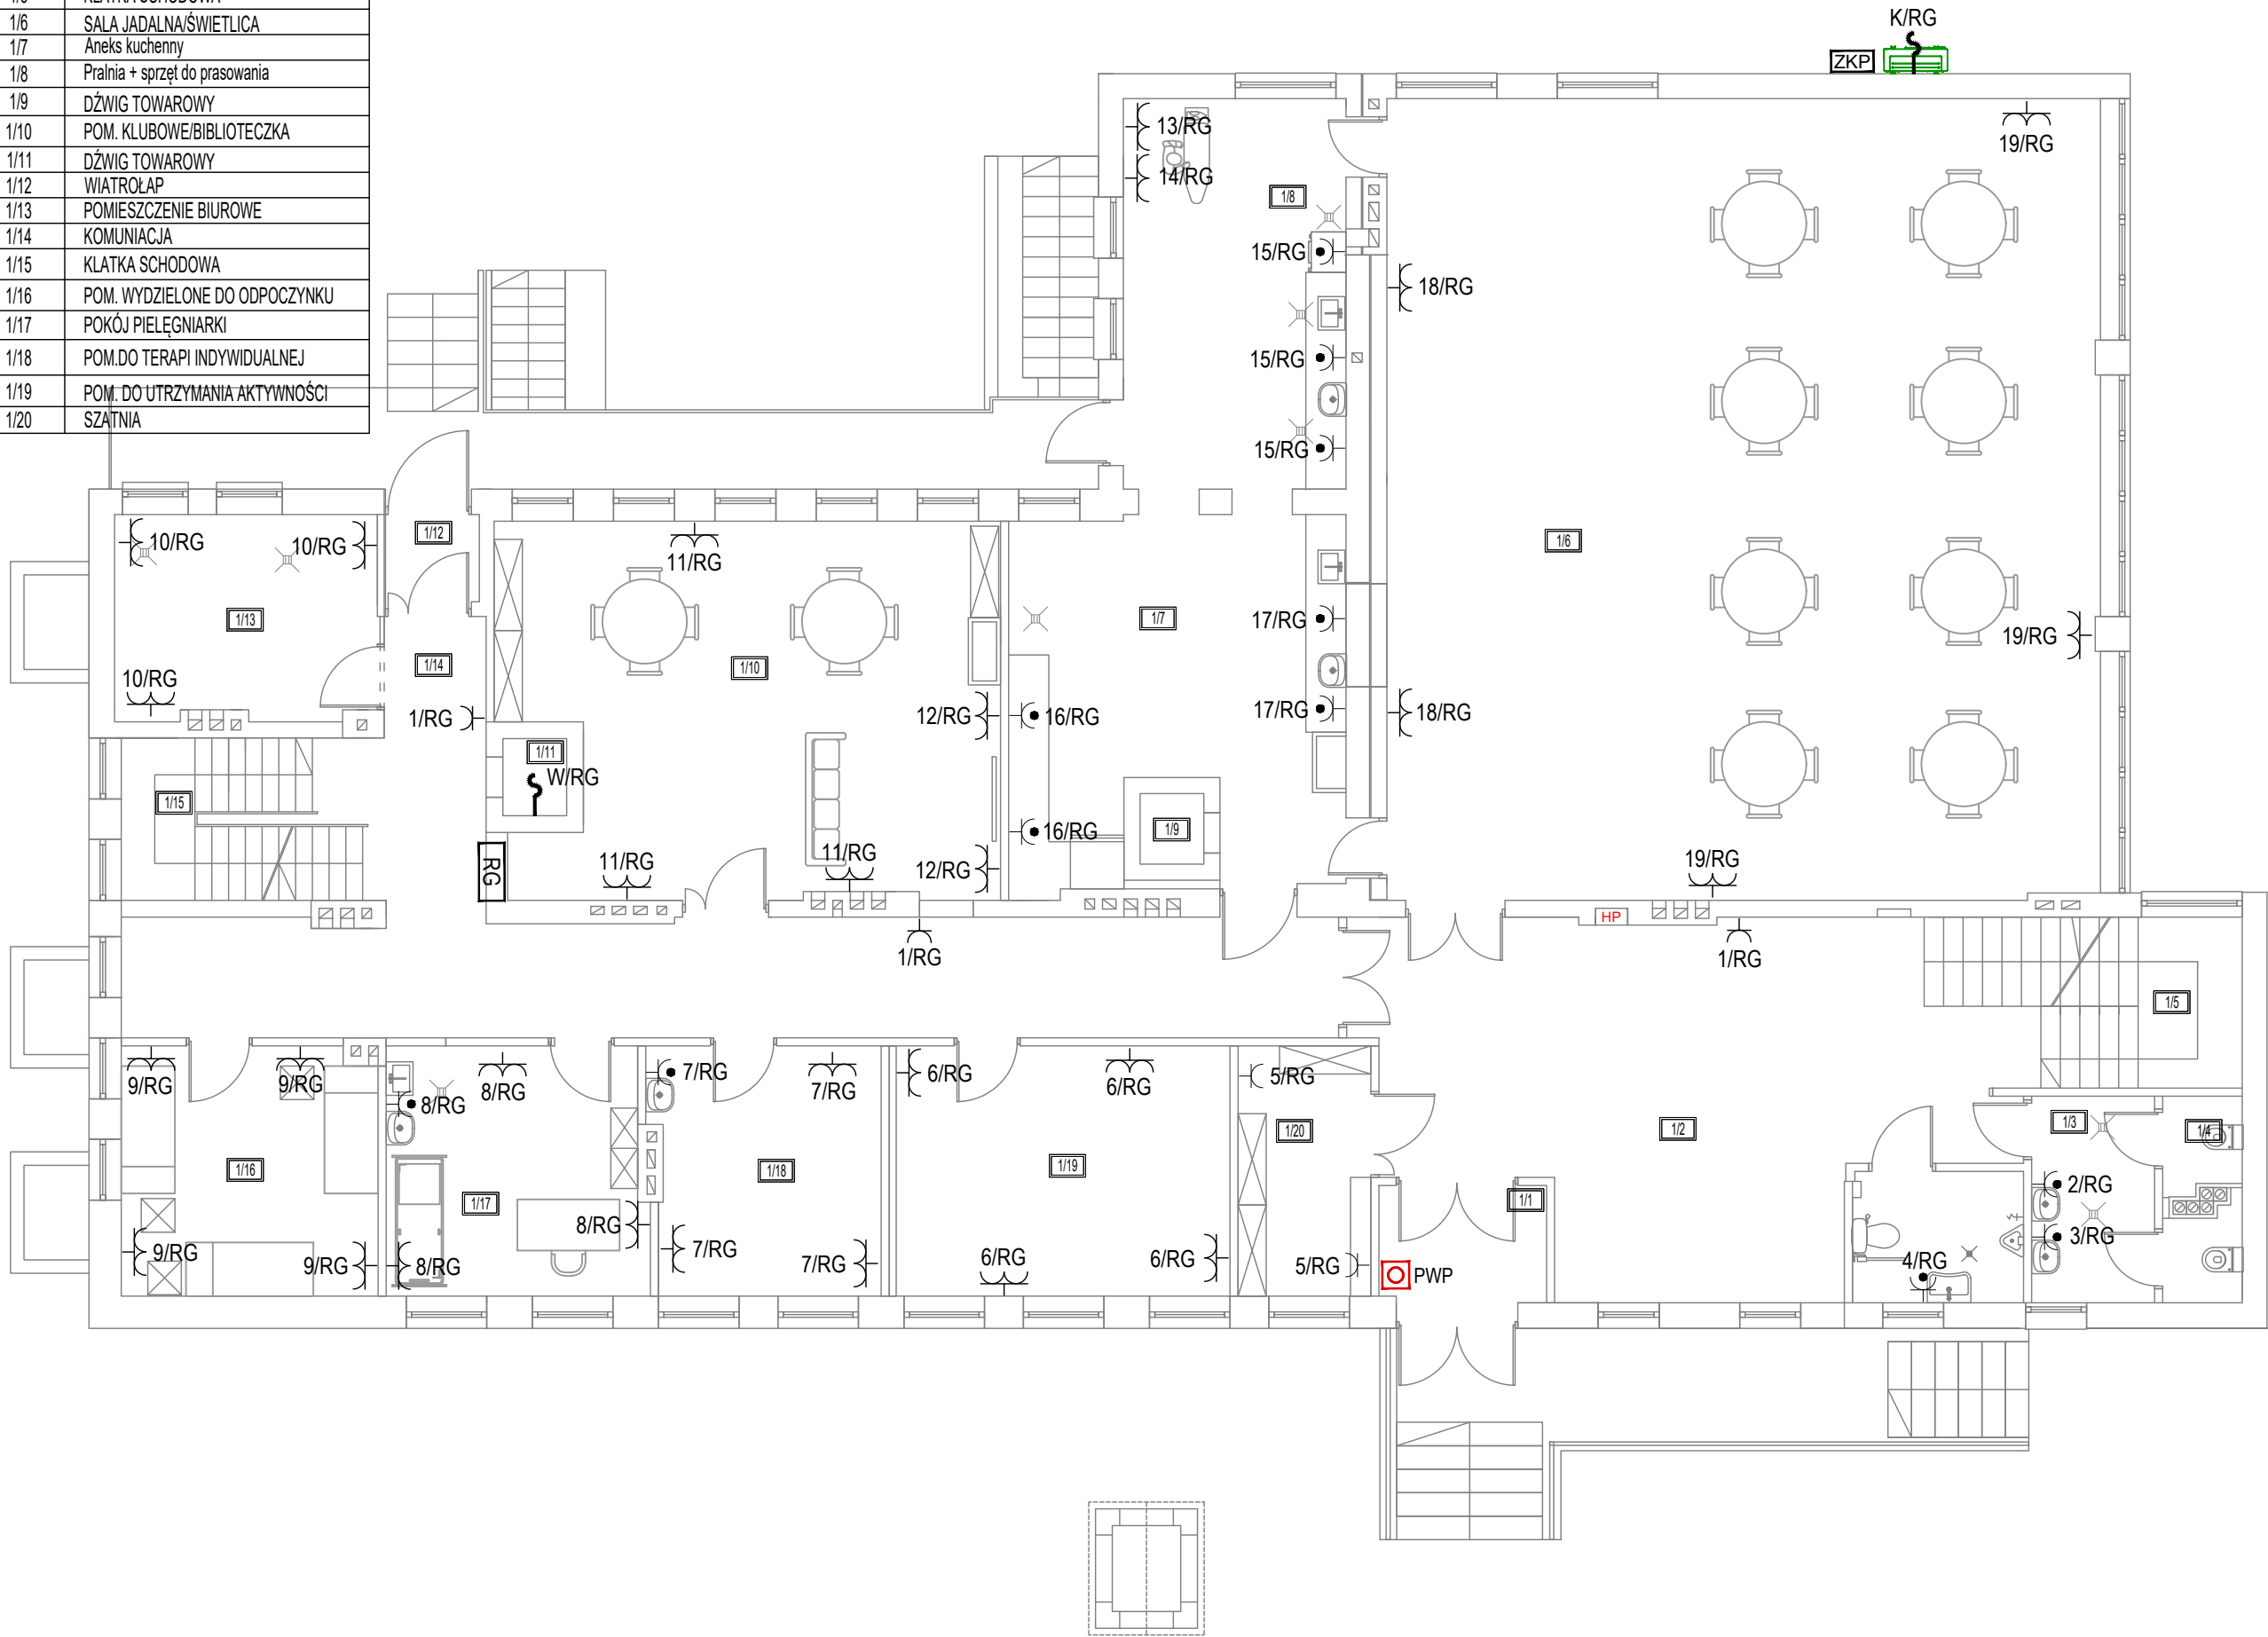 1/6 SALA JADALNA/ŚWIETLICA
1/7 Aneks kuchenny
1/8 Pralnia + sprzęt do prasowania
1/9 DŹWIG TOWAROWY
1/10 POM. KLUBOWE/BIBLIOTECZKA
1/11 DŹWIG TOWAROWY
1/12 WIATROŁAP
1/13 POMIESZCZENIE BIUROWE
1/14 KOMUNIACJA
1/15 KLATKA SCHODOWA
1/16 POM. WYDZIELONE DO ODPOCZYNKU
1/17 POKÓJ PIELĘGNIARKI
1/18 POM.DO TERAPI INDYWIDUALNEJ
1/19 POM. DO UTRZYMANIA AKTYWNOŚCI
1/20 SZATNIA
K/RG
ZKP
13/RG
19/RG
14/RG
1/8
15/RG
18/RG
15/RG
15/RG
10/RG
10/RG
1/12
11/RG
1/6
1/13
1/7
17/RG
19/RG
1/14
1/10
10/RG
1/RG
12/RG
16/RG
17/RG
18/RG
1/11
W/RG
1/15
1/9
16/RG
RG
11/RG
11/RG
12/RG
19/RG
HP
1/RG
1/RG
1/5
9/RG
9/RG
8/RG
8/RG
7/RG
7/RG
6/RG
6/RG
5/RG
1/20
1/2
1/3
1/4
1/16
1/17
1/18
1/19
1/1
2/RG
3/RG
9/RG
9/RG
8/RG
8/RG
7/RG
7/RG
6/RG
6/RG
5/RG
PWP
4/RG